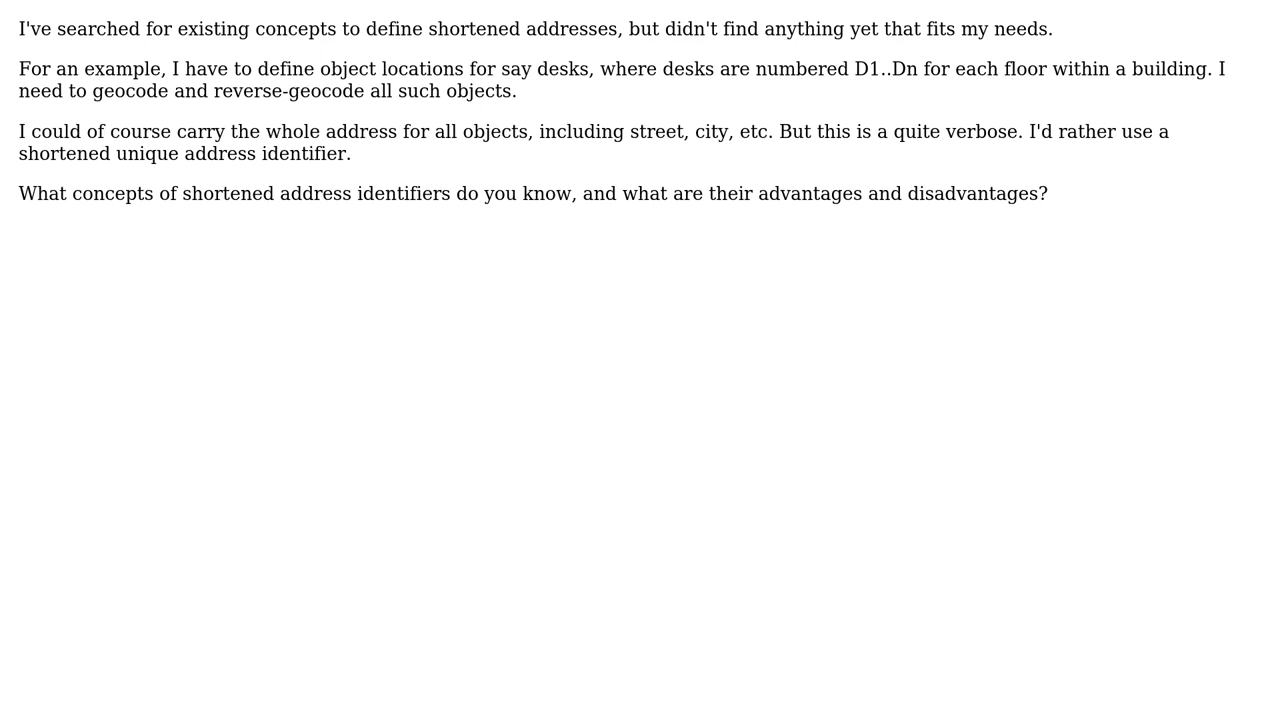 I've searched for existing concepts to define shortened addresses, but didn't find anything yet that fits my needs.
For an example, I have to define object locations for say desks, where desks are numbered D1..Dn for each floor within a building. I
need to geocode and reverse-geocode all such objects.
I could of course carry the whole address for all objects, including street, city, etc. But this is a quite verbose. I'd rather use a
shortened unique address identifier.
What concepts of shortened address identifiers do you know, and what are their advantages and disadvantages?